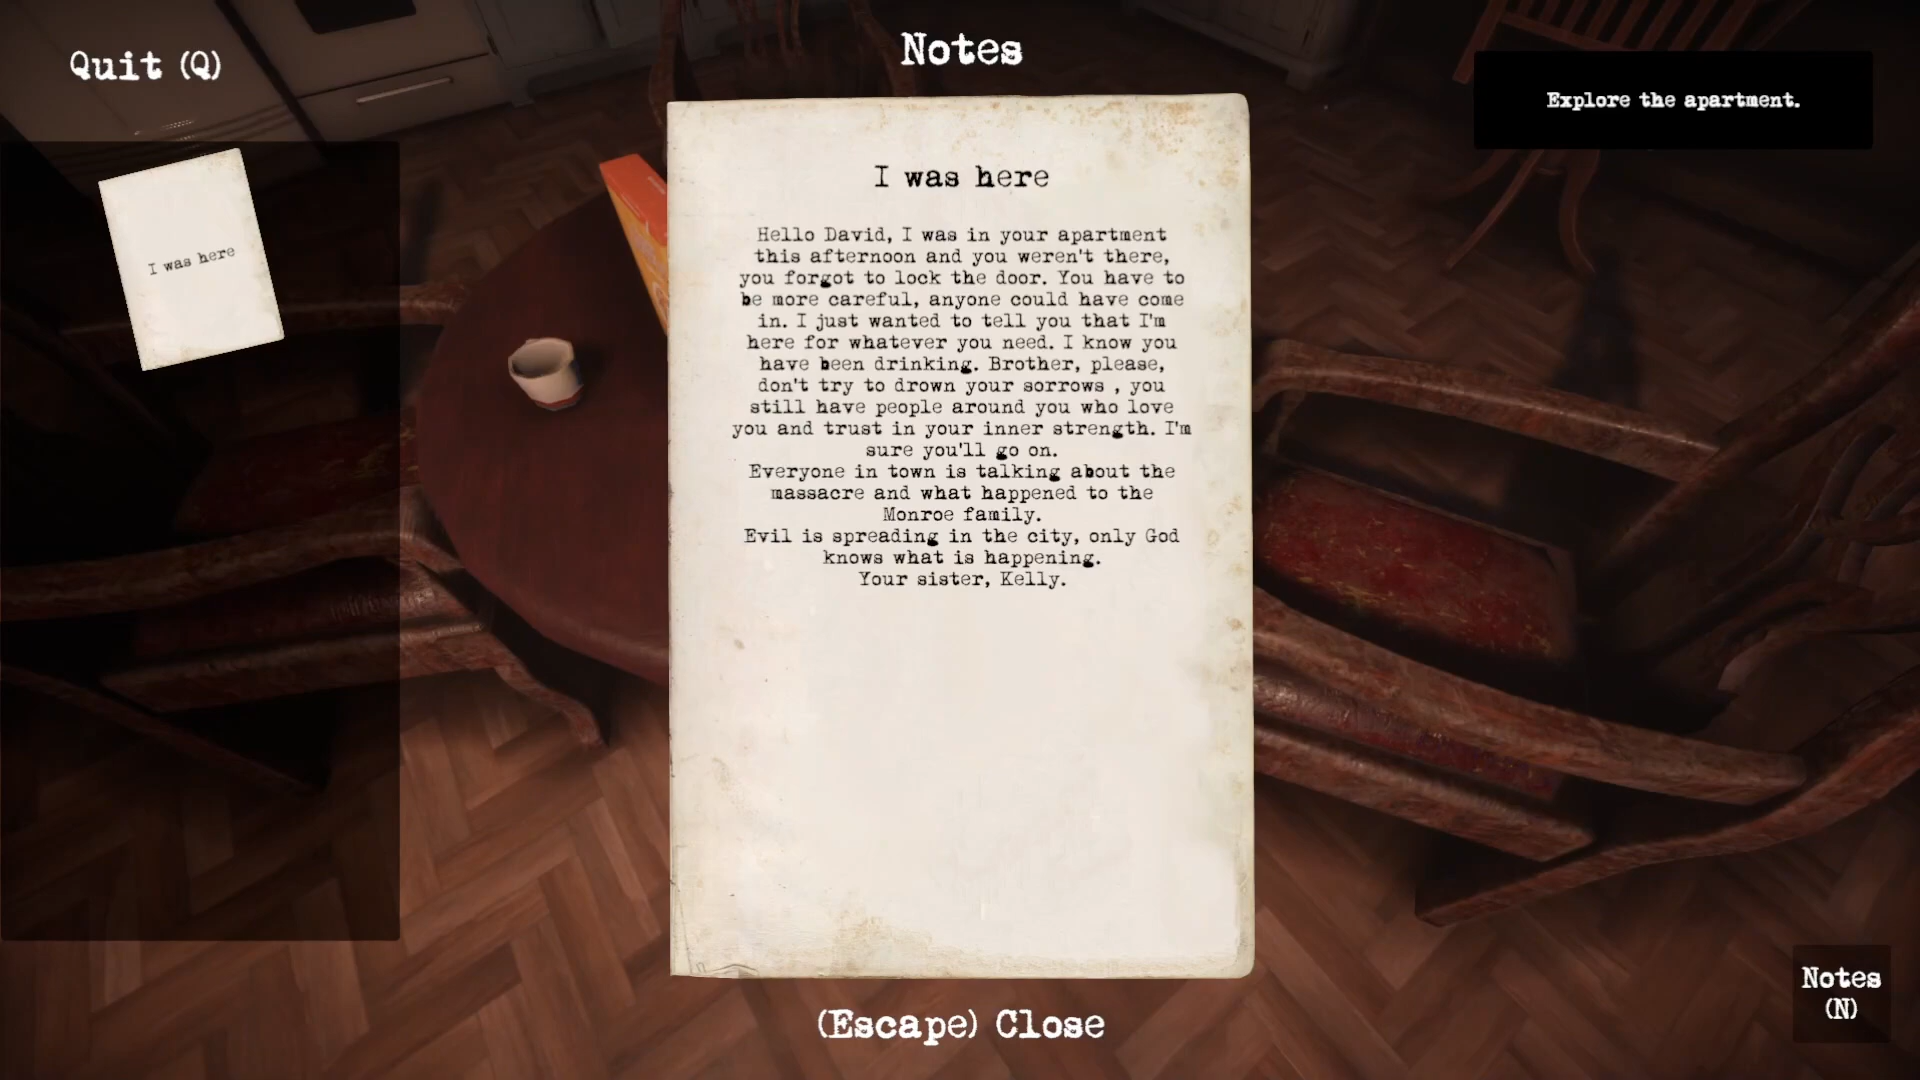 Quit (Q)
Notes
Explore the apartment.
I was here
I was here
Hello David, I was in your apartment
this afternoon and you weren't there,
you forgot to lock the door. You have to
be more careful, anyone could have come
in. I just wanted to tell you that I'm
here for whatever you need. I know you
have been drinking. Brother, please,
don't try to drown your sorrows , you
still have people around you who love
you and trust in your inner strength. I'm
sure you'll go on.
Everyone in town is talking about the
massacre and what happened to the
Monroe family.
Evil is spreading in the city, only God
knows what is happening.
Your sister, Kelly.
(Escape) Close
Notes
(N)